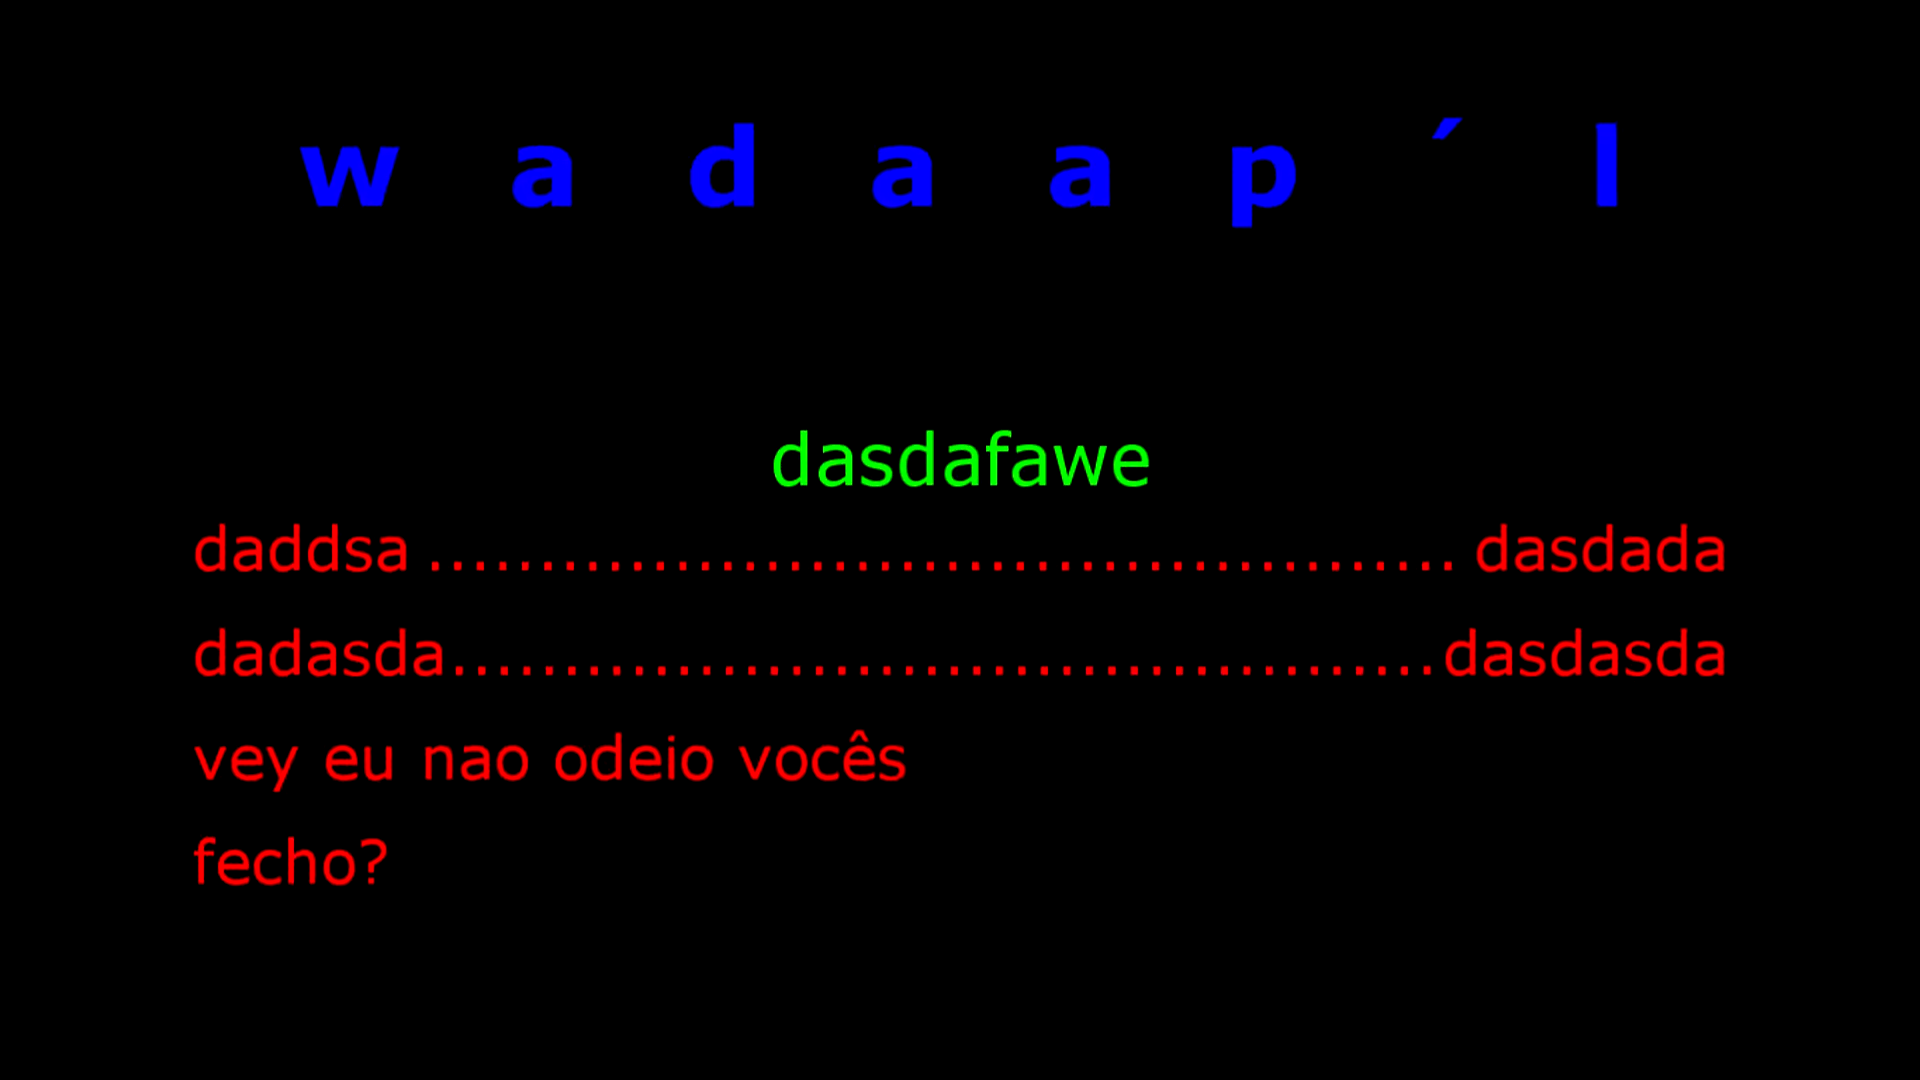 w a d a a p ´ l
dasdafawe
daddsa .............................................. dasdada
dadasda............................................dasdasda
vey eu nao odeio vocês
fecho?